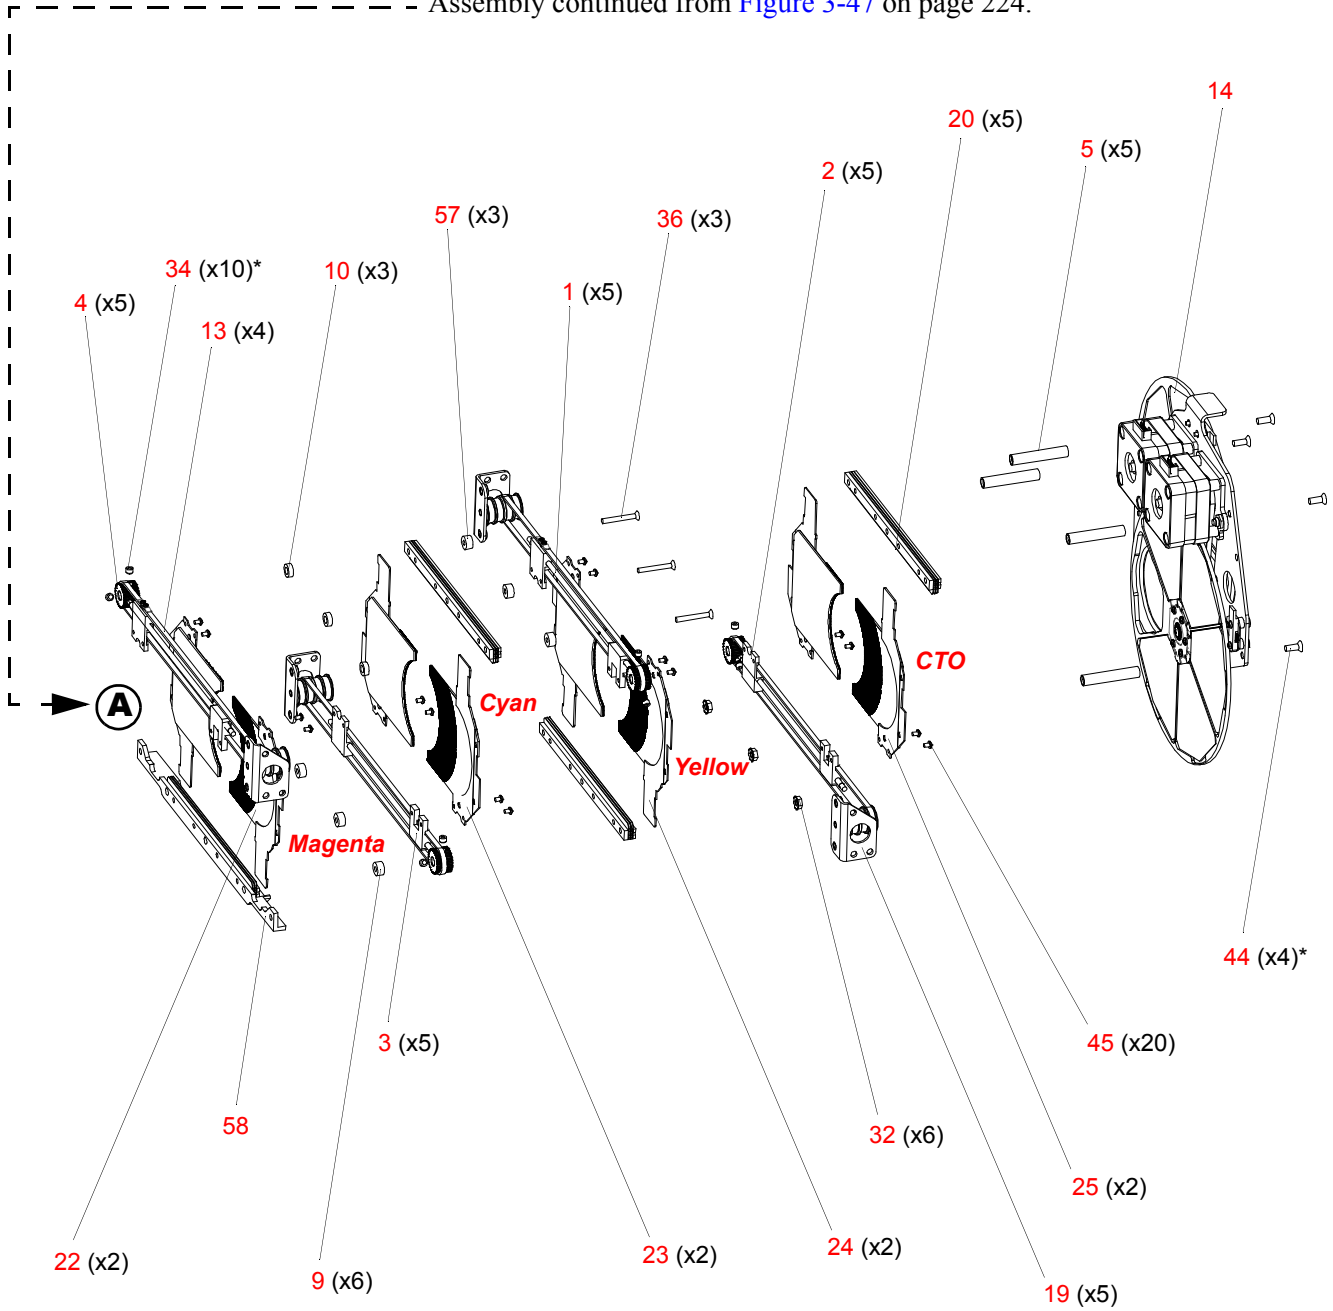 Assembly continued from Figure 3-47 on page 224.
14
20 (x5)
5 (x5)
2 (x5)
57 (x3)
36 (x3)
34 (x10)*
10 (x3)
1 (x5)
4 (x5)
13 (x4)
CTO
Cyan
A
Yellow
Magenta
44 (x4)*
3 (x5)
45 (x20)
58
32 (x6)
25 (x2)
22 (x2)
23 (x2)
24 (x2)
9 (x6)
19 (x5)